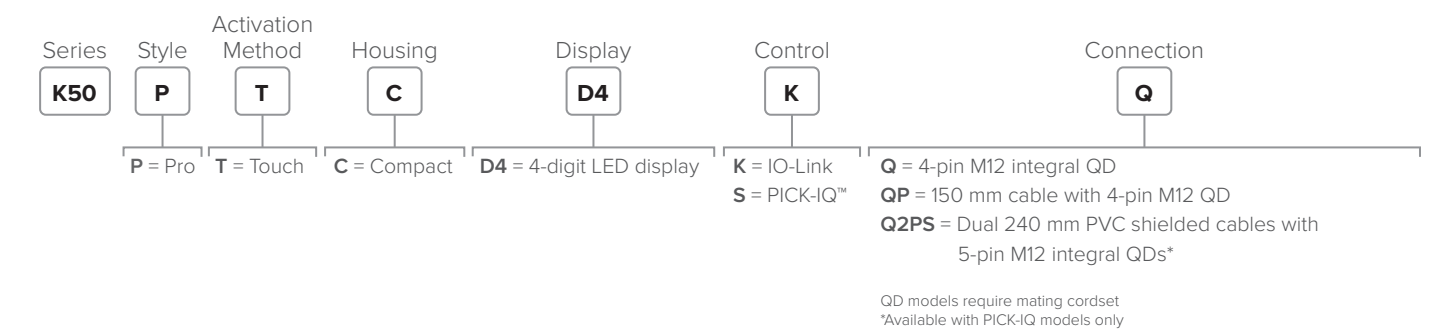 Activation
Series Style Method Housing Display Control Connection
K50 P T C D4 K Q
P = Pro T = Touch C = Compact D4 = 4-digit LED display K = IO-Link Q = 4-pin M12 integral QD
S = PICK-IQ™ QP = 150 mm cable with 4-pin M12 QD
Q2PS = Dual 240 mm PVC shielded cables with
5-pin M12 integral QDs*
QD models require mating cordset
*Available with PICK-IQ models only